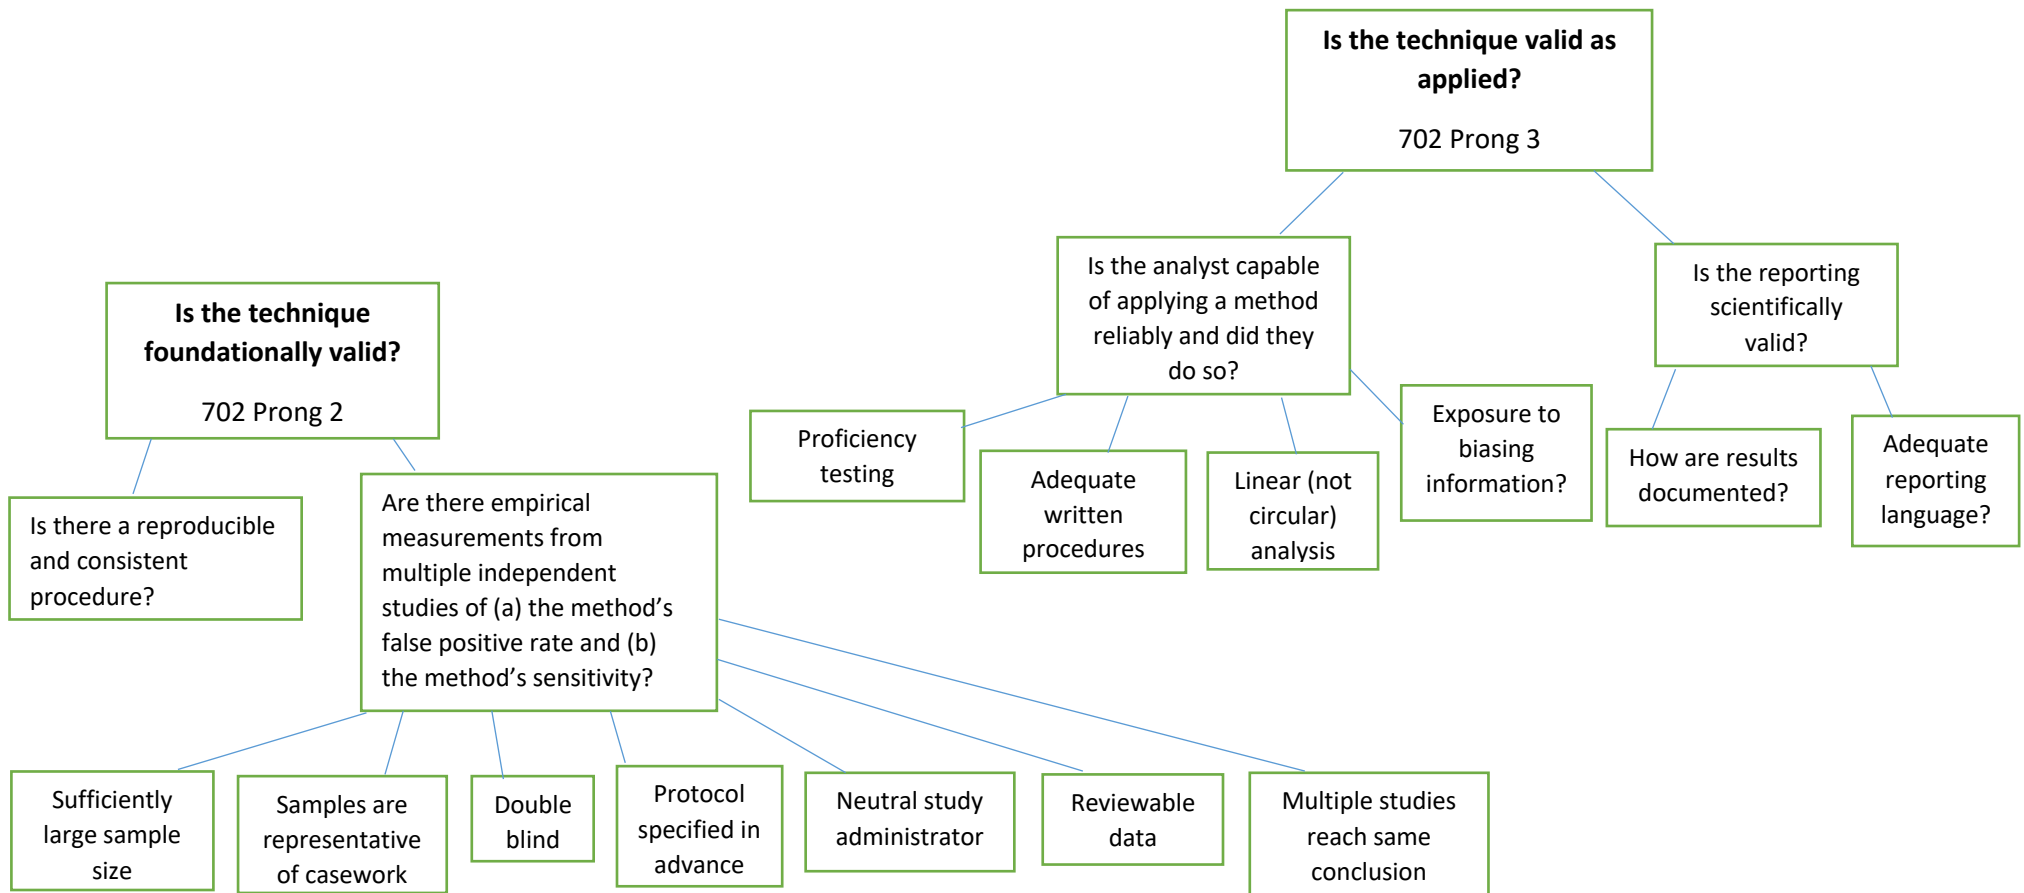 Is the technique valid as
applied?
702 Prong 3
Is the analyst capable
of applying a method
reliably and did they
do so?
Is the reporting
scientifically
valid?
Proficiency
testing
Adequate
written
procedures
Linear (not
circular)
analysis
Exposure to
biasing
information?
How are results
documented?
Adequate
reporting
language?
Is the technique
foundationally valid?
702 Prong 2
Is there a reproducible
and consistent
procedure?
Are there empirical
measurements from
multiple independent
studies of (a) the method’s
false positive rate and (b)
the method’s sensitivity?
Sufficiently
large sample
size
Samples are
representative
of casework
Double
blind
Protocol
specified in
advance
Neutral study
administrator
Reviewable
data
Multiple studies
reach same
conclusion